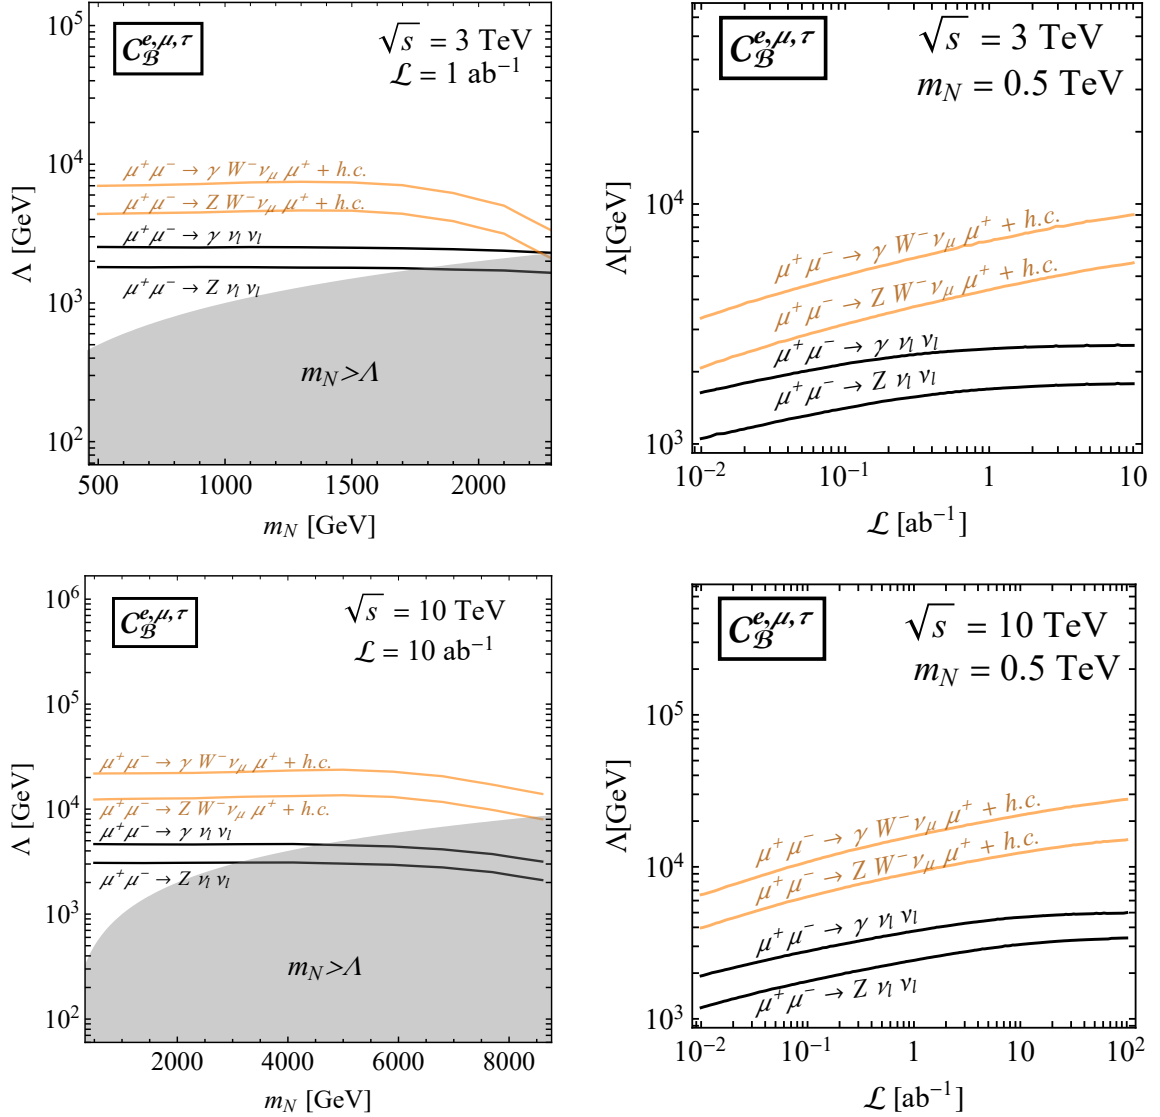 C_ℬ^{e,μ,τ}
√s = 3 TeV
ℒ = 1 ab⁻¹
10⁵
10⁴
10³
10²
Λ [GeV]
μ⁺ μ⁻ → γ W⁻ ν_μ μ⁺ + h.c.
μ⁺ μ⁻ → Z W⁻ ν_μ μ⁺ + h.c.
μ⁺ μ⁻ → γ ν_l ν_l
μ⁺ μ⁻ → Z ν_l ν_l
m_N > Λ
500 1000 1500 2000
m_N [GeV]
C_ℬ^{e,μ,τ}
√s = 3 TeV
m_N = 0.5 TeV
10⁴
10³
Λ[GeV]
μ⁺ μ⁻ → γ W⁻ ν_μ μ⁺ + h.c.
μ⁺ μ⁻ → Z W⁻ ν_μ μ⁺ + h.c.
μ⁺ μ⁻ → γ ν_l ν_l
μ⁺ μ⁻ → Z ν_l ν_l
10⁻² 10⁻¹ 1 10
ℒ [ab⁻¹]
C_ℬ^{e,μ,τ}
√s = 10 TeV
ℒ = 10 ab⁻¹
10⁶
10⁵
10⁴
10³
10²
Λ [GeV]
μ⁺ μ⁻ → γ W⁻ ν_μ μ⁺ + h.c.
μ⁺ μ⁻ → Z W⁻ ν_μ μ⁺ + h.c.
μ⁺ μ⁻ → γ ν_l ν_l
μ⁺ μ⁻ → Z ν_l ν_l
m_N > Λ
2000 4000 6000 8000
m_N [GeV]
C_ℬ^{e,μ,τ}
√s = 10 TeV
m_N = 0.5 TeV
10⁵
10⁴
10³
Λ[GeV]
μ⁺ μ⁻ → γ W⁻ ν_μ μ⁺ + h.c.
μ⁺ μ⁻ → Z W⁻ ν_μ μ⁺ + h.c.
μ⁺ μ⁻ → γ ν_l ν_l
μ⁺ μ⁻ → Z ν_l ν_l
10⁻² 10⁻¹ 1 10 10²
ℒ [ab⁻¹]